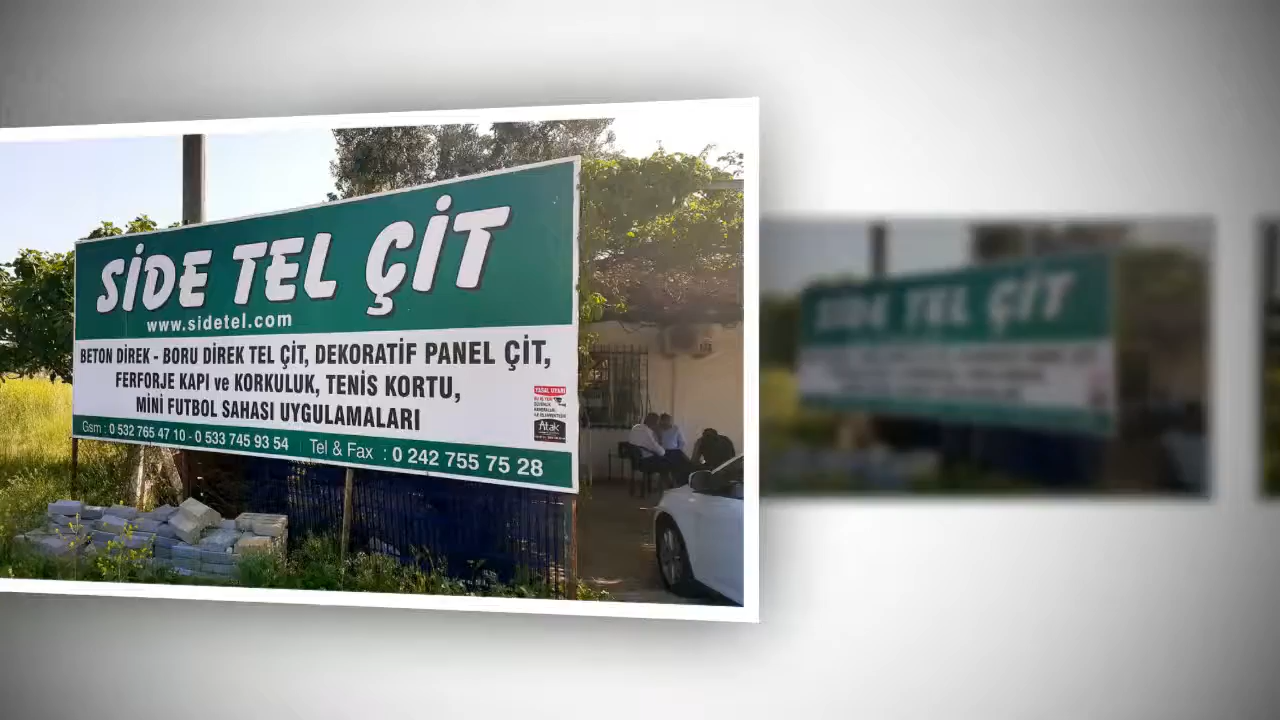 SİDE TEL ÇİT
www.sidetel.com
BETON DİREK - BORU DİREK TEL ÇİT, DEKORATİF PANEL ÇİT,
FERFORJE KAPI ve KORKULUK, TENİS KORTU,
MİNİ FUTBOL SAHASI UYGULAMALARI
YASAL UYARI
Atak
Gsm : 0 532 765 47 10 - 0 533 745 93 54 Tel & Fax : 0 242 755 75 28
SİDE TEL ÇİT